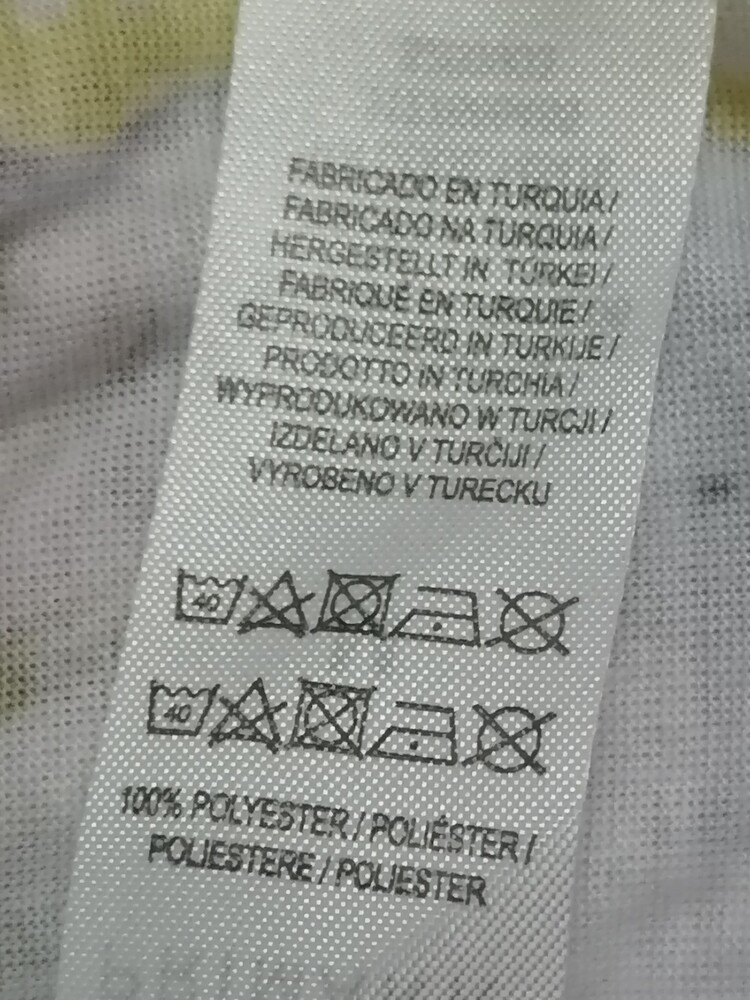 FABRICADO EN TURQUIA/
FABRICADO NA TURQUIA/
HERGESTELLT IN TÜRKEI/
FABRIQUÉ EN TURQUIE/
GEPRODUCEERD IN TURKIJE/
PRODOTTO IN TURCHIA/
WYPRODUKOWANO W TURCJI/
IZDELANO V TURČIJI/
VYROBENO V TURECKU
40
40
100% POLYESTER / POLIÉSTER /
POLIESTERE / POLIESTER